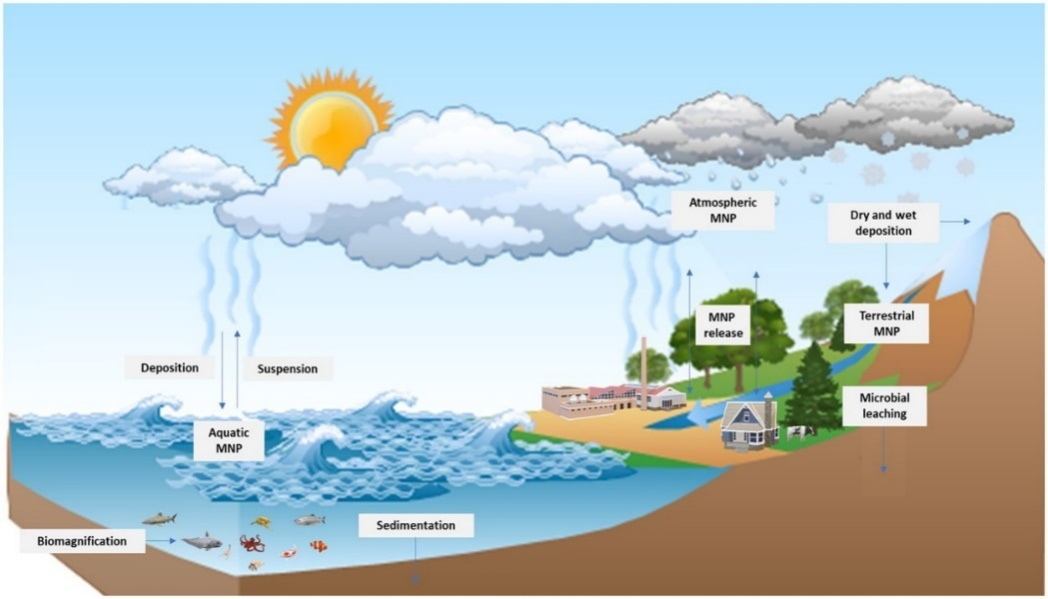 Atmospheric
MNP
Dry and wet
deposition
MNP
release
Terrestrial
MNP
Deposition
Suspension
Microbial
leaching
Aquatic
MNP
Sedimentation
Biomagnification